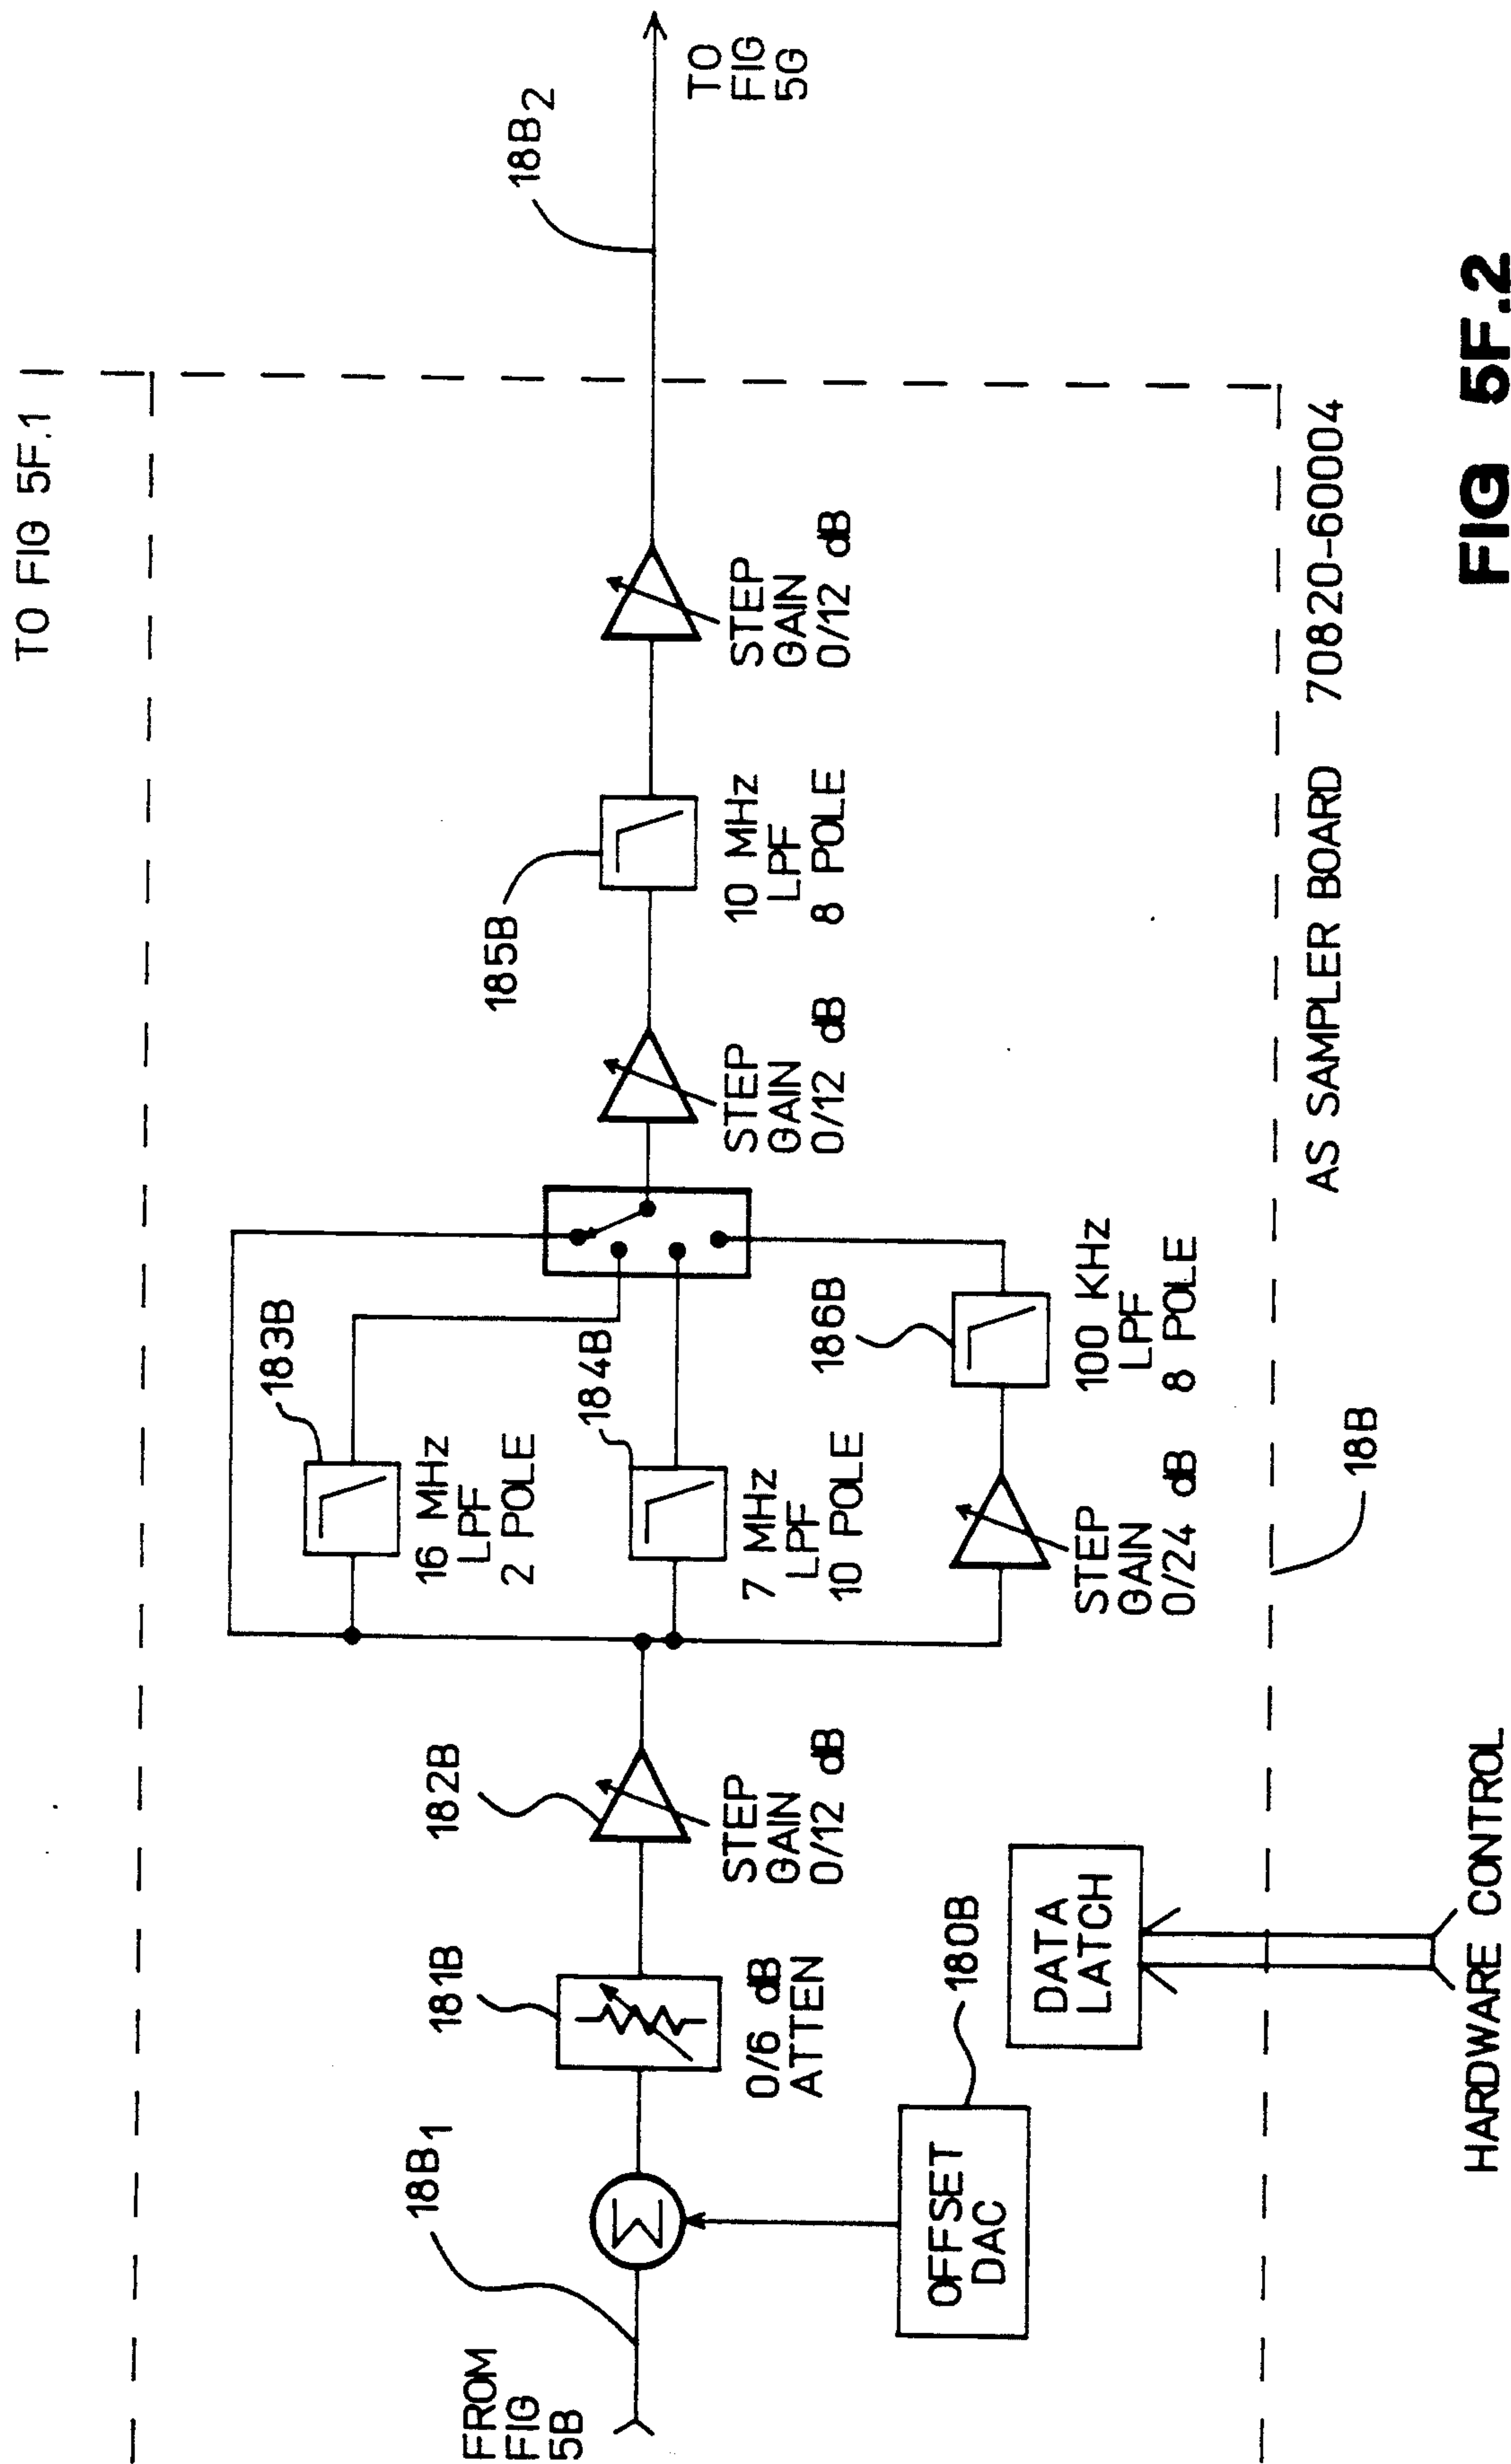 TO FIG 5F.1
18B2
TO
FIG
5G
183B
16 MHz
LPF
2 POLE
18B1
FROM
FIG
5B
181B
0/6 dB
ATTEN
182B
STEP
GAIN
0/12 dB
184B
7 MHz
LPF
10 POLE
STEP
GAIN
0/12 dB
185B
10 MHz
LPF
8 POLE
STEP
GAIN
0/12 dB
Σ
OFFSET
DAC
180B
DATA
LATCH
STEP
GAIN
0/24 dB
186B
100 KHz
LPF
8 POLE
18B
AS SAMPLER BOARD 70820-60004
HARDWARE CONTROL
FIG 5F.2